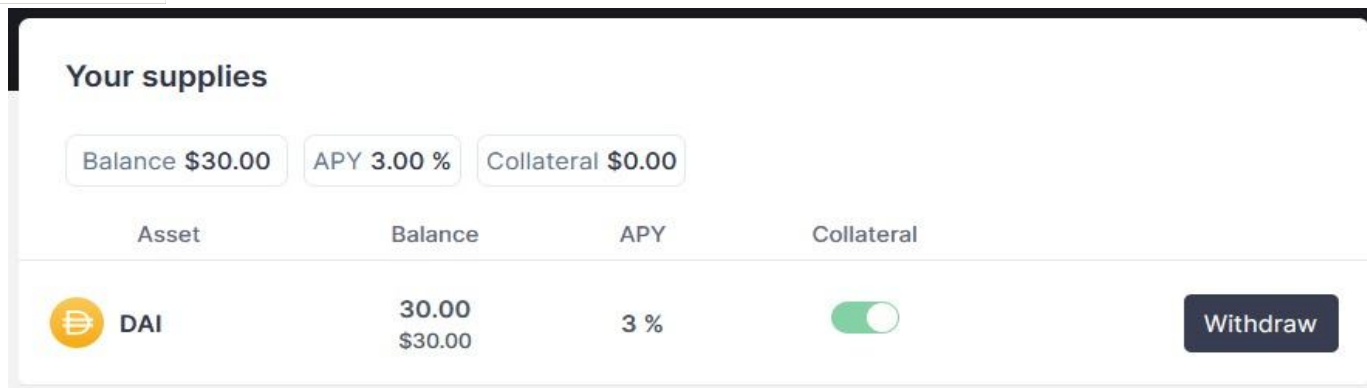 Your supplies
Balance $30.00 APY 3.00 % Collateral $0.00
Asset Balance APY Collateral
DAI 30.00 3 % Withdraw
$30.00